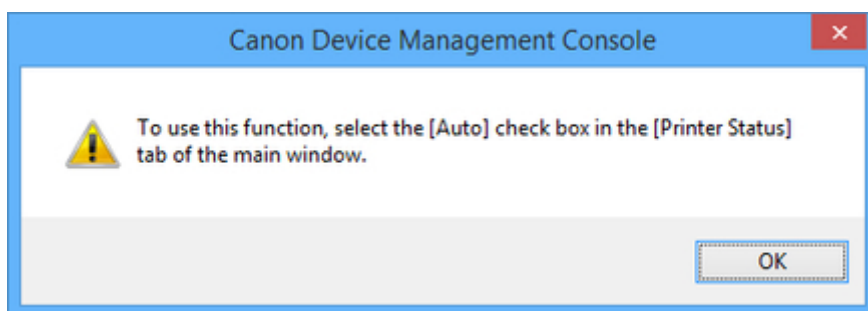 Canon Device Management Console
To use this function, select the [Auto] check box in the [Printer Status]
tab of the main window.
OK